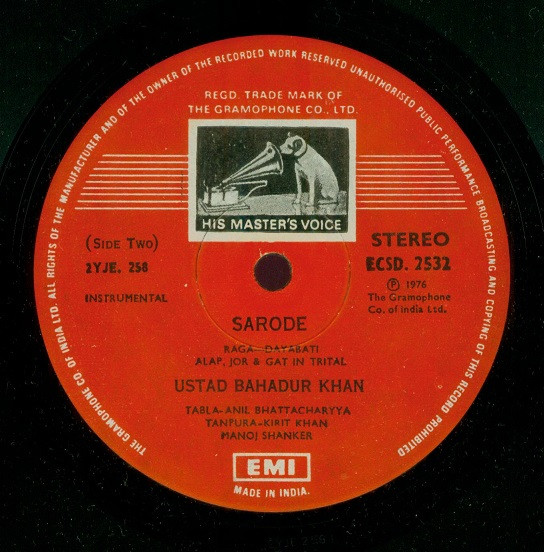 THE GRAMOPHONE CO. OF INDIA LTD. ALL RIGHTS OF THE MANUFACTURER AND OF THE OWNER OF THE RECORDED WORK RESERVED UNAUTHORISED PUBLIC PERFORMANCE BROADCASTING AND COPYING OF THIS RECORD PROHIBITED
REGD. TRADE MARK OF
THE GRAMOPHONE CO., LTD.
HIS MASTER'S VOICE
(SIDE TWO)
2YJE. 258
INSTRUMENTAL
STEREO
ECSD. 2532
Ⓟ 1976
The Gramophone
Co. of India Ltd.
SARODE
RAGA—DAYABATI
ALAP, JOR & GAT IN TRITAL
USTAD BAHADUR KHAN
TABLA-ANIL BHATTACHARYYA
TANPURA-KIRIT KHAN
MANOJ SHANKER
EMI
MADE IN INDIA.